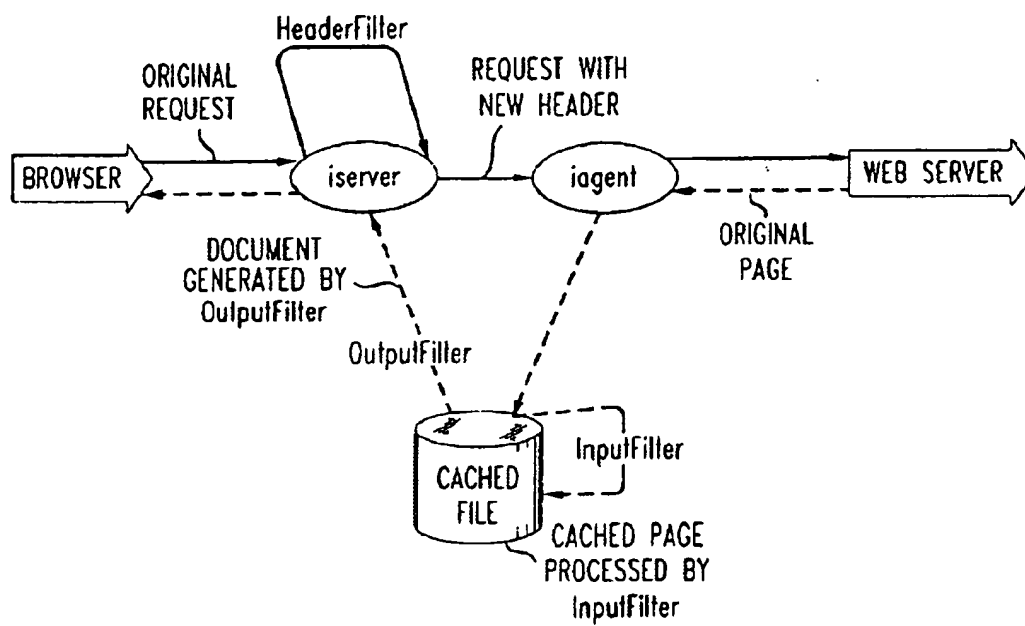 HeaderFilter
ORIGINAL
REQUEST
REQUEST WITH
NEW HEADER
BROWSER
iserver
iagent
WEB SERVER
DOCUMENT
GENERATED BY
OutputFilter
ORIGINAL
PAGE
OutputFilter
InputFilter
CACHED
FILE
CACHED PAGE
PROCESSED BY
InputFilter